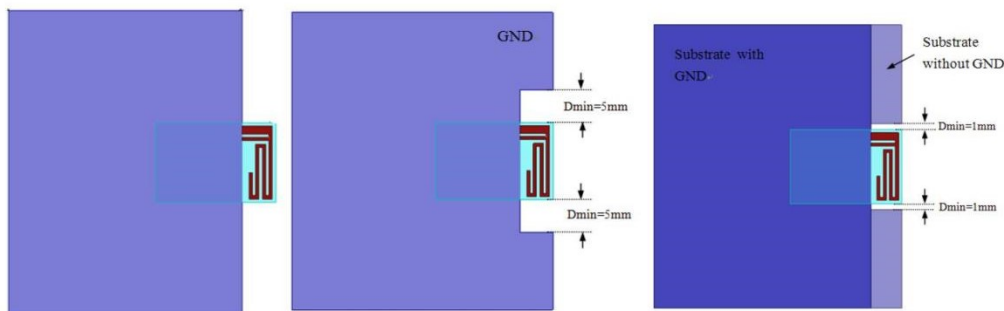 GND
Dmin=5mm
Dmin=5mm
Substrate with
GND
Substrate
without GND
Dmin=1mm
Dmin=1mm